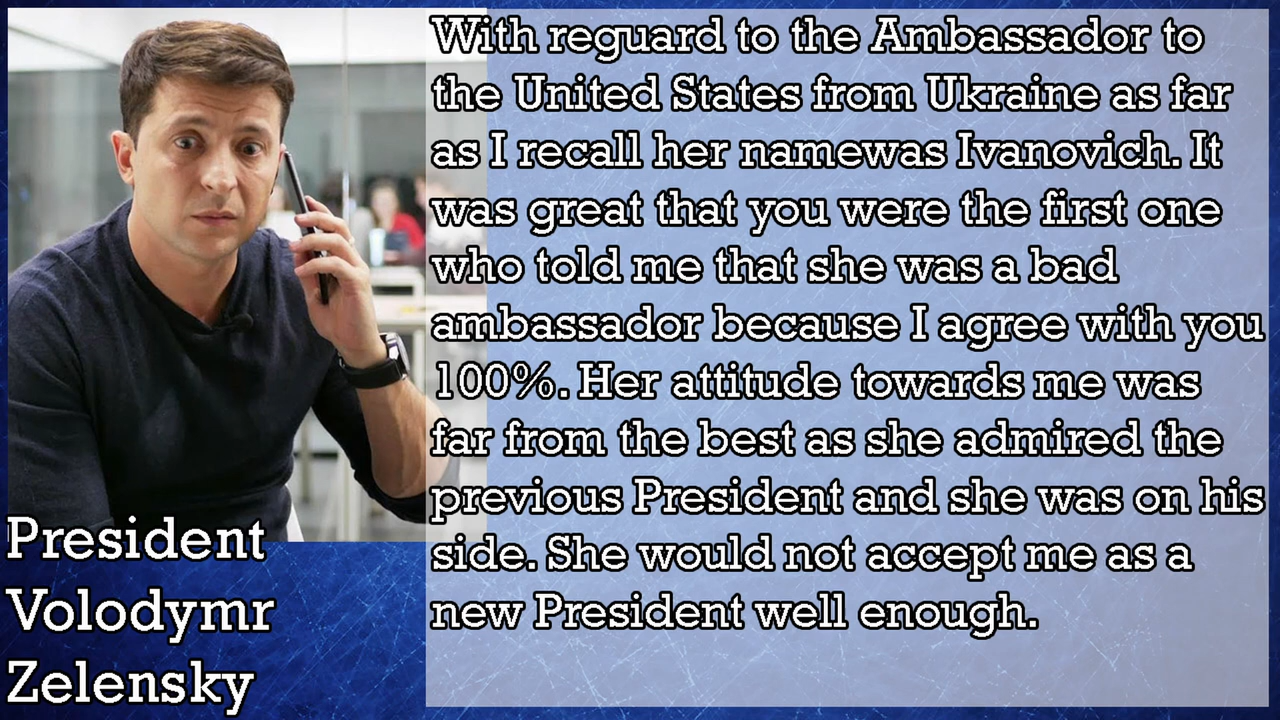 With reguard to the Ambassador to
the United States from Ukraine as far
as I recall her namewas Ivanovich. It
was great that you were the first one
who told me that she was a bad
ambassador because I agree with you
100%. Her attitude towards me was
far from the best as she admired the
previous President and she was on his
side. She would not accept me as a
new President well enough.
President
Volodymr
Zelensky